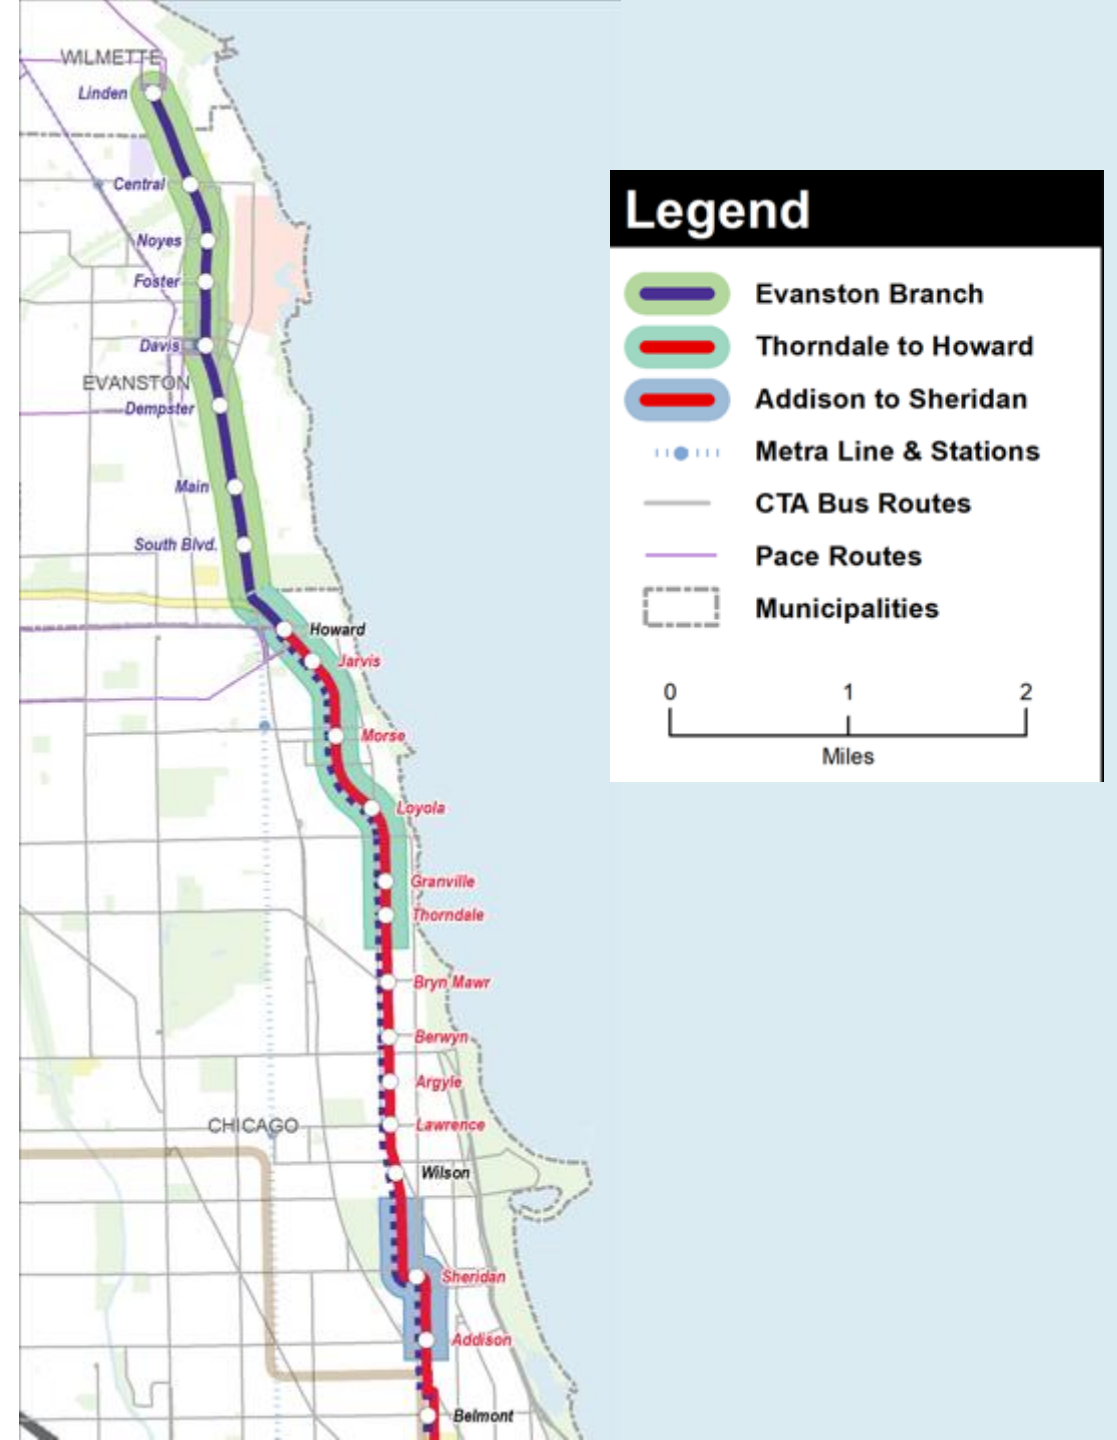 WILMETTE
Linden
Central
Noyes
Foster
Davis
EVANSTON
Dempster
Main
South Blvd.
Howard
Jarvis
Morse
Loyola
Granville
Thorndale
Bryn Mawr
Berwyn
Argyle
Lawrence
CHICAGO
Wilson
Sheridan
Addison
Belmont
Legend
Evanston Branch
Thorndale to Howard
Addison to Sheridan
Metra Line & Stations
CTA Bus Routes
Pace Routes
Municipalities
0 1 2
Miles